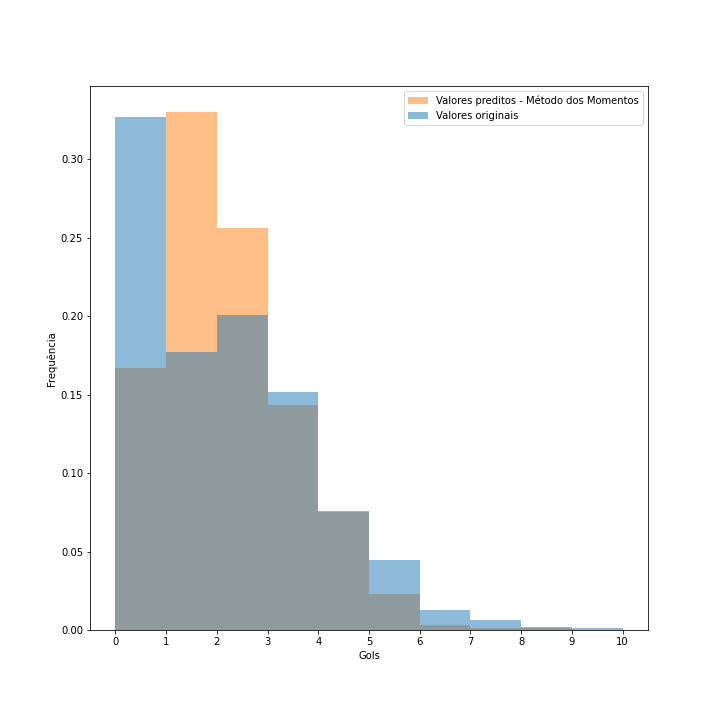 Valores preditos - Método dos Momentos
Valores originais
0.30
0.25
0.20
0.15
0.10
0.05
0.00
Frequência
0 1 2 3 4 5 6 7 8 9 10
Gols